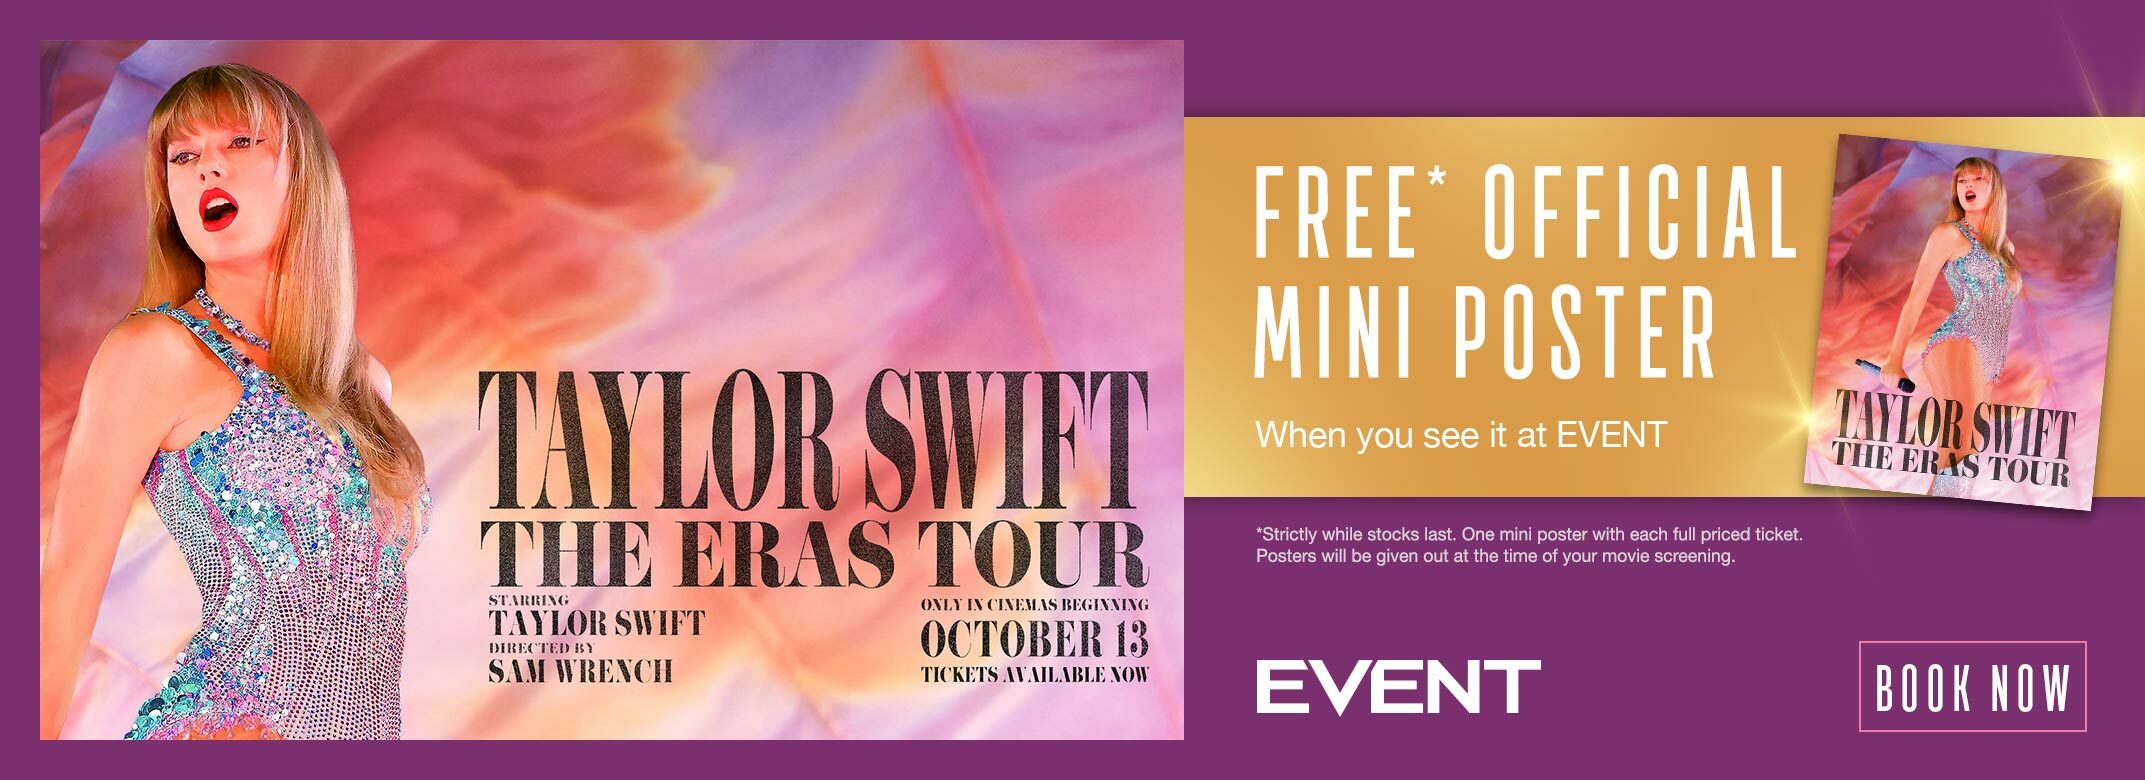 TAYLOR SWIFT
THE ERAS TOUR
STARRING
TAYLOR SWIFT
DIRECTED BY
SAM WRENCH
ONLY IN CINEMAS BEGINNING
OCTOBER 13
TICKETS AVAILABLE NOW
FREE* OFFICIAL
MINI POSTER
When you see it at EVENT
TAYLOR SWIFT
THE ERAS TOUR
*Strictly while stocks last. One mini poster with each full priced ticket.
Posters will be given out at the time of your movie screening.
EVENT
BOOK NOW